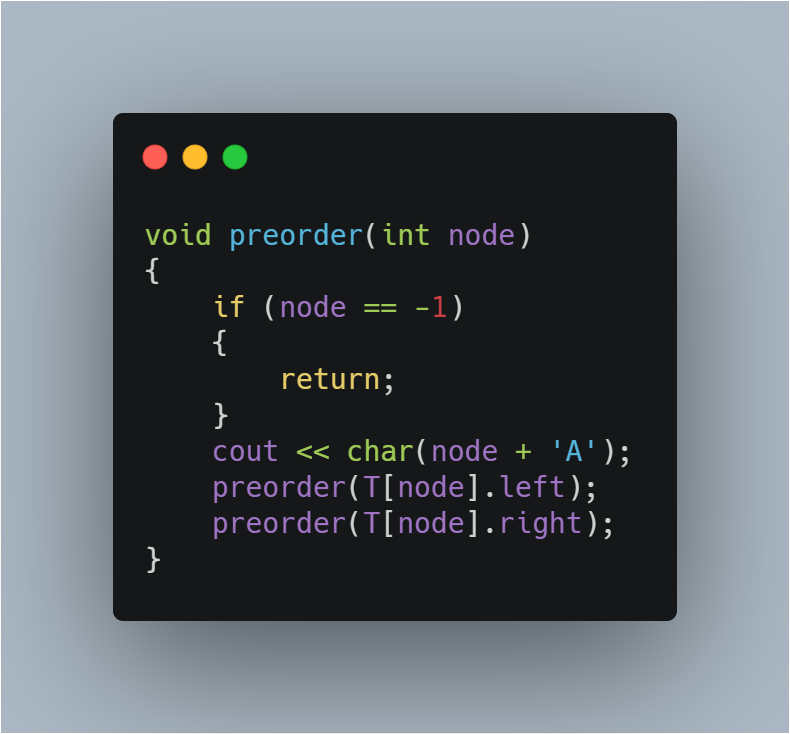 void preorder(int node)
{
    if (node == -1)
    {
        return;
    }
    cout << char(node + 'A');
    preorder(T[node].left);
    preorder(T[node].right);
}